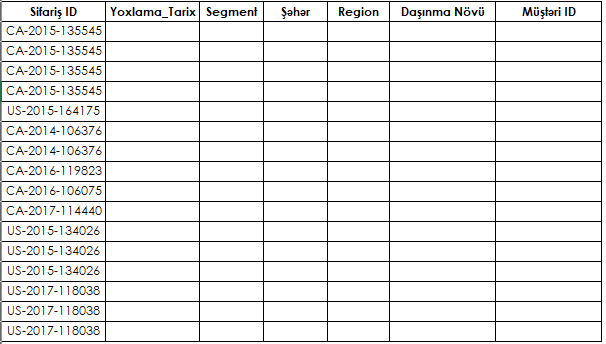 Sifariş ID Yoxlama_Tarix Segment Şəhər Region Daşınma Növü Müştəri ID
CA-2015-135545
CA-2015-135545
CA-2015-135545
CA-2015-135545
US-2015-164175
CA-2014-106376
CA-2014-106376
CA-2016-119823
CA-2016-106075
CA-2017-114440
US-2015-134026
US-2015-134026
US-2015-134026
US-2017-118038
US-2017-118038
US-2017-118038